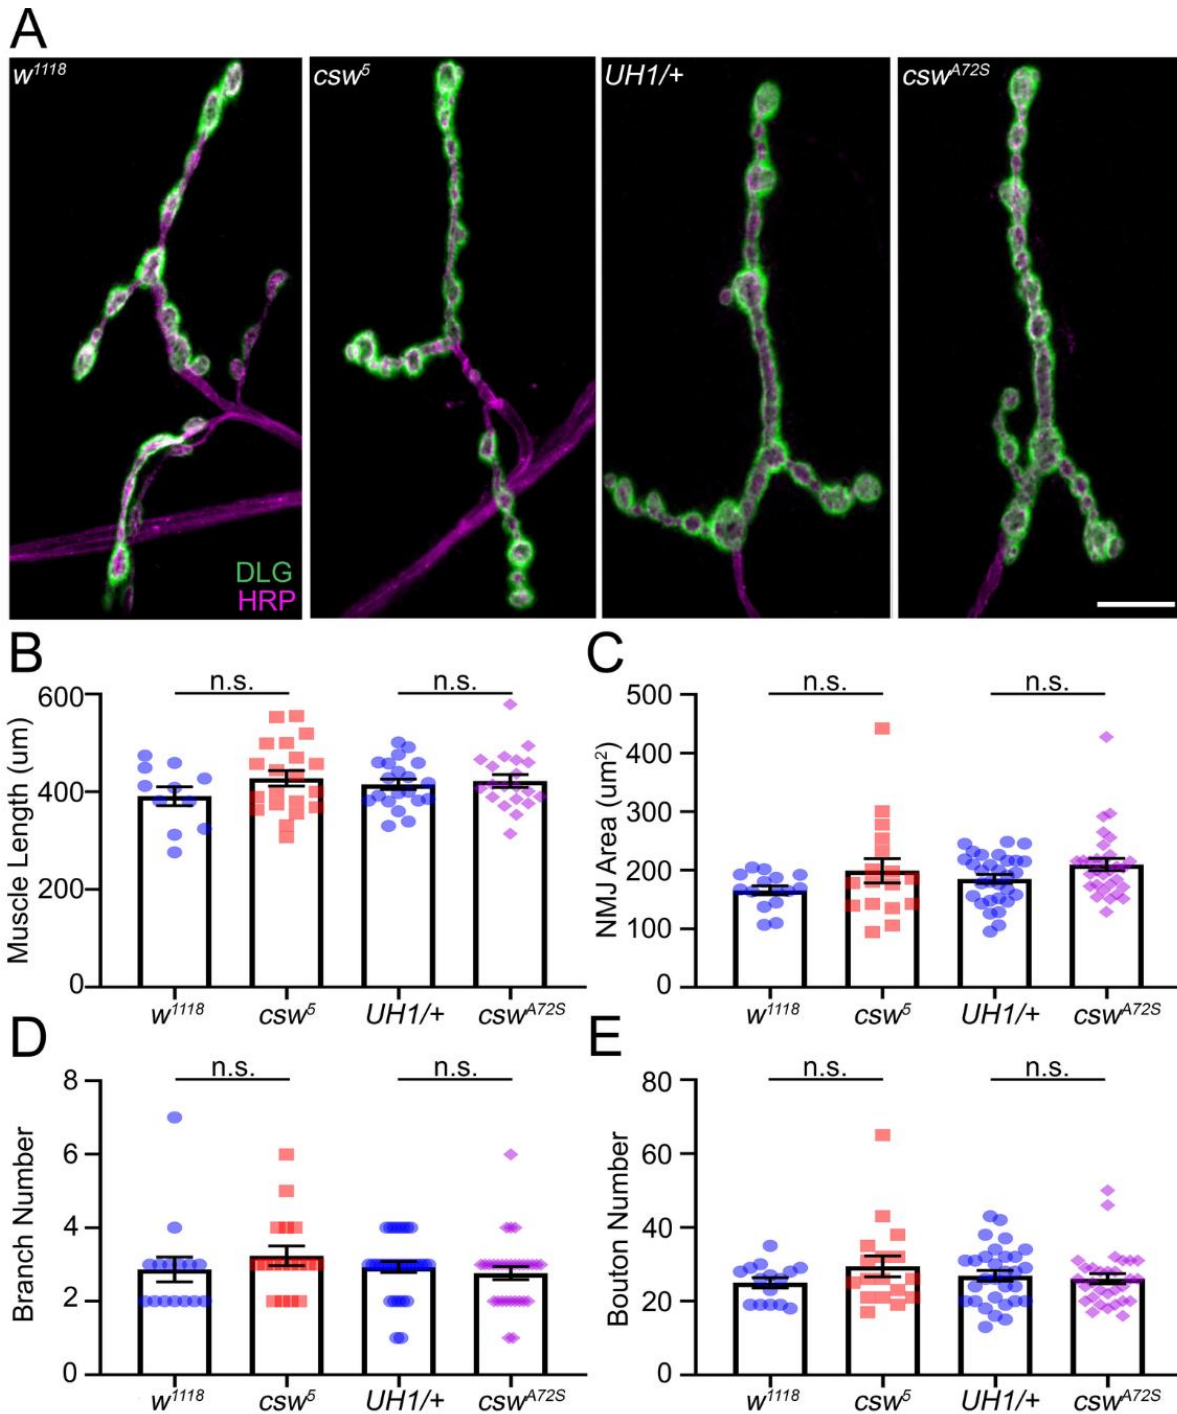 A
w1118
csw5
UH1/+
cswA72S
DLG
HRP
B
n.s.
n.s.
Muscle Length (um)
600
400
200
0
w1118
csw5
UH1/+
cswA72S
C
n.s.
n.s.
NMJ Area (um2)
500
400
300
200
100
0
w1118
csw5
UH1/+
cswA72S
D
n.s.
n.s.
Branch Number
8
6
4
2
0
w1118
csw5
UH1/+
cswA72S
E
n.s.
n.s.
Bouton Number
80
60
40
20
0
w1118
csw5
UH1/+
cswA72S